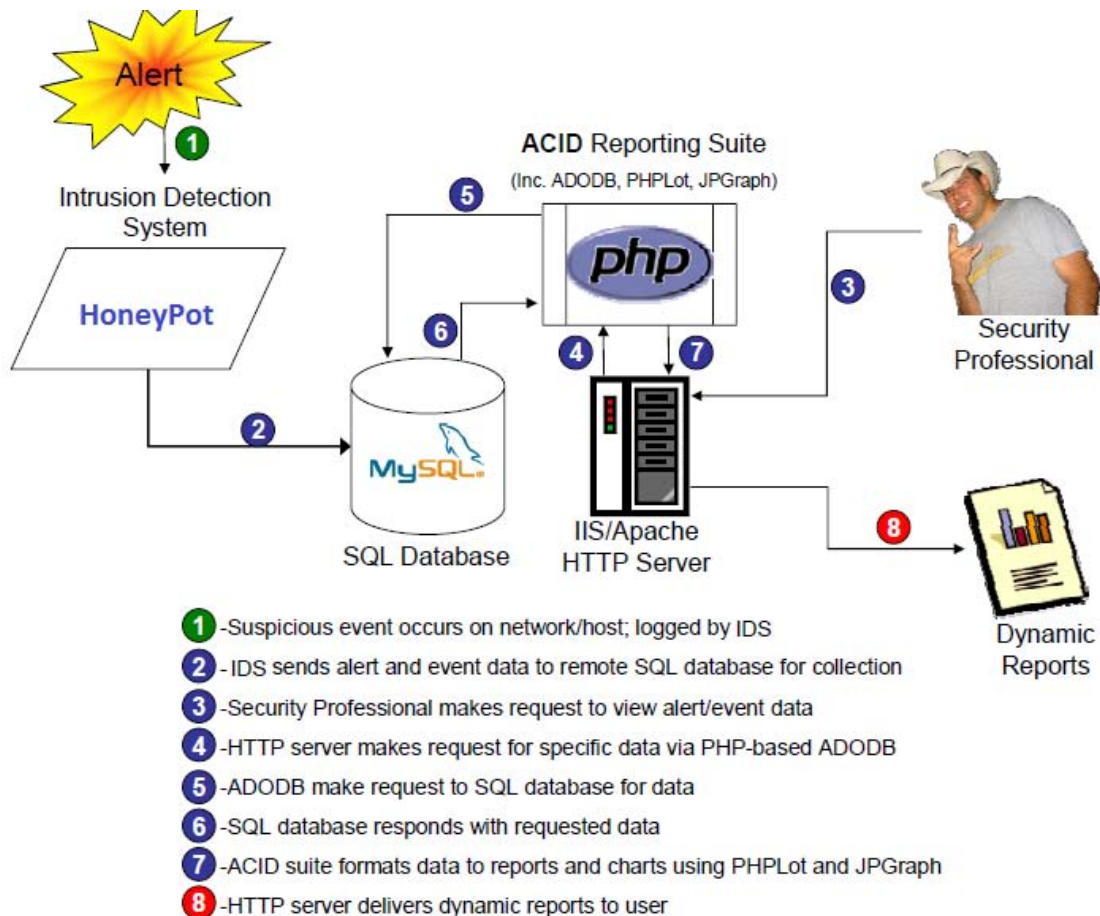 Alert
1
Intrusion Detection
System
HoneyPot
2
ACID Reporting Suite
(Inc. ADODB, PHPLot, JPGraph)
php
5
6
4
7
3
Security
Professional
MySQL
SQL Database
IIS/Apache
HTTP Server
8
Dynamic
Reports
1 -Suspicious event occurs on network/host; logged by IDS
2 -IDS sends alert and event data to remote SQL database for collection
3 -Security Professional makes request to view alert/event data
4 -HTTP server makes request for specific data via PHP-based ADODB
5 -ADODB make request to SQL database for data
6 -SQL database responds with requested data
7 -ACID suite formats data to reports and charts using PHPLot and JPGraph
8 -HTTP server delivers dynamic reports to user